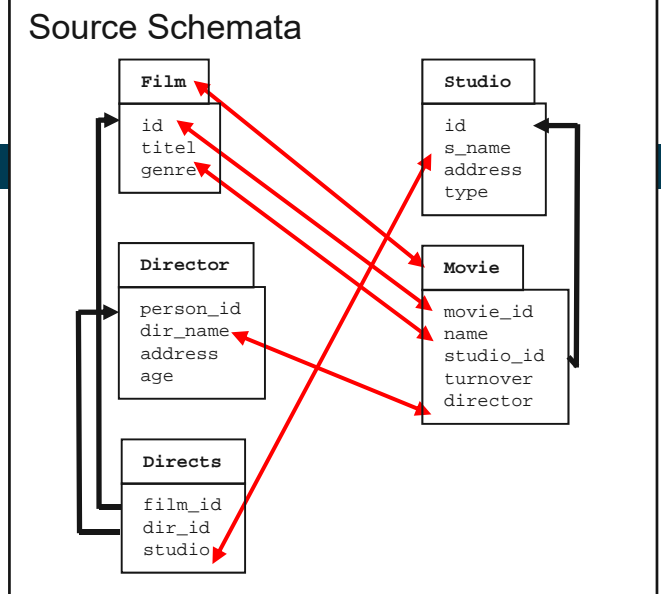 Source Schemata
Film
id
titel
genre
Director
person_id
dir_name
address
age
Directs
film_id
dir_id
studio
Studio
id
s_name
address
type
Movie
movie_id
name
studio_id
turnover
director